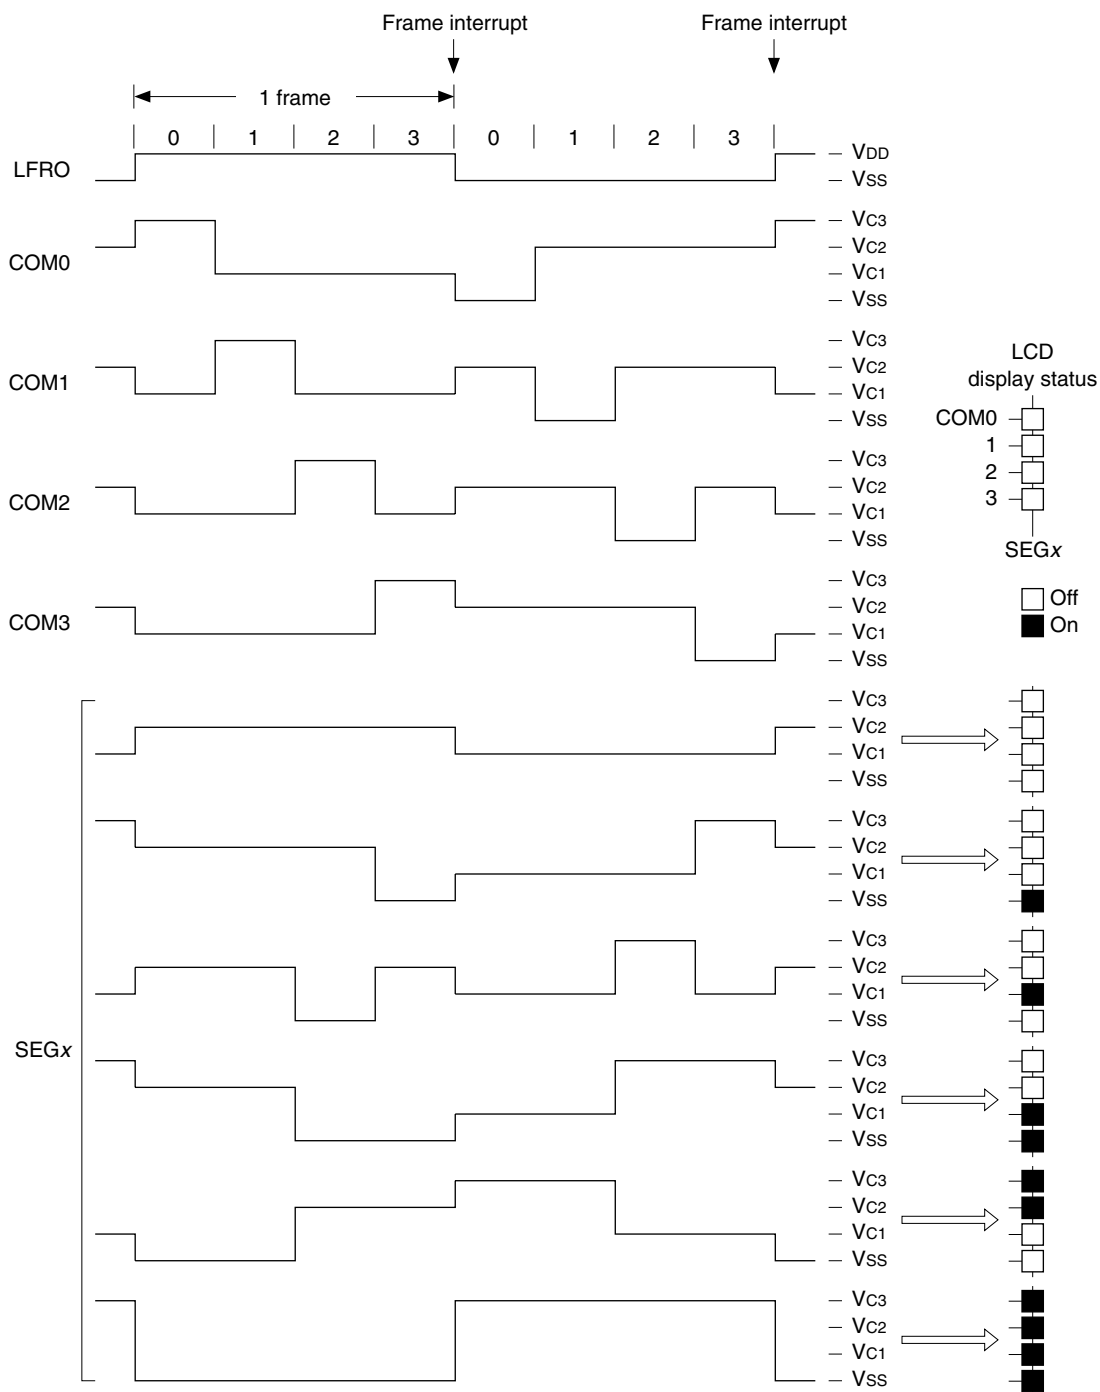 Frame interrupt Frame interrupt
1 frame
0 1 2 3 0 1 2 3
LFRO VDD
VSS
COM0 VC3
VC2
VC1
VSS
COM1 VC3
VC2
VC1
VSS
LCD
display status
COM0
1
2
3
SEGx
Off
On
COM2 VC3
VC2
VC1
VSS
COM3 VC3
VC2
VC1
VSS
SEGx
VC3
VC2
VC1
VSS
VC3
VC2
VC1
VSS
VC3
VC2
VC1
VSS
VC3
VC2
VC1
VSS
VC3
VC2
VC1
VSS
VC3
VC2
VC1
VSS